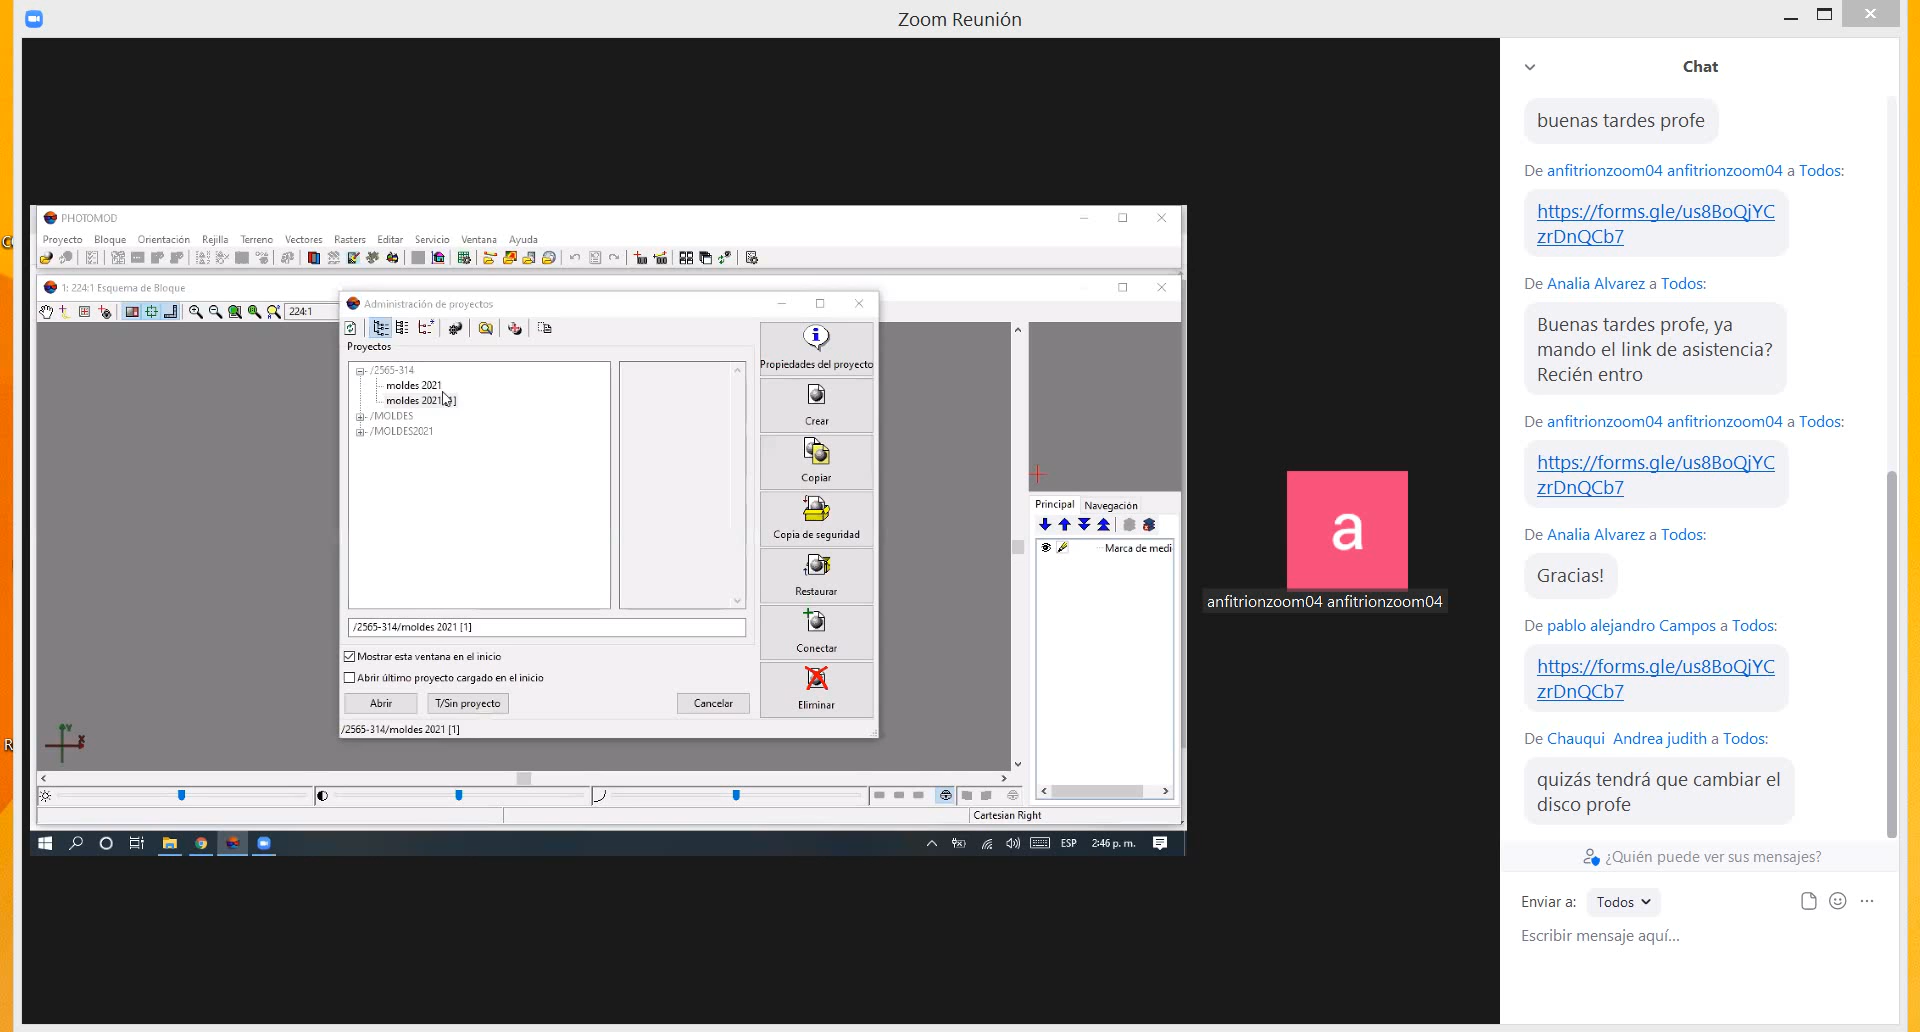 Zoom Reunión
PHOTOMOD
Proyecto Bloque Orientación Rejilla Terreno Vectores Rasters Editar Servicio Ventana Ayuda
1: 224:1 Esquema de Bloque
224:1
Administración de proyectos
Proyectos
/2565-314
moldes 2021
moldes 2021
/MOLDES
/MOLDES2021
/2565-314/moldes 2021 [1]
Mostrar esta ventana en el inicio
Abrir último proyecto cargado en el inicio
Abrir
T/Sin proyecto
Cancelar
/2565-314/moldes 2021 [1]
Propiedades del proyecto
Crear
Copiar
Copia de seguridad
Restaurar
Conectar
Eliminar
Principal Navegación
Marca de medi
Cartesian Right
ESP
2:46 p. m.
a
anfitrionzoom04 anfitrionzoom04
Chat
buenas tardes profe
De anfitrionzoom04 anfitrionzoom04 a Todos:
https://forms.gle/us8BoQjYC
zrDnQCb7
De Analia Alvarez a Todos:
Buenas tardes profe, ya
mando el link de asistencia?
Recién entro
De anfitrionzoom04 anfitrionzoom04 a Todos:
https://forms.gle/us8BoQjYC
zrDnQCb7
De Analia Alvarez a Todos:
Gracias!
De pablo alejandro Campos a Todos:
https://forms.gle/us8BoQjYC
zrDnQCb7
De Chauqui Andrea judith a Todos:
quizás tendrá que cambiar el
disco profe
¿Quién puede ver sus mensajes?
Enviar a: Todos
Escribir mensaje aquí...